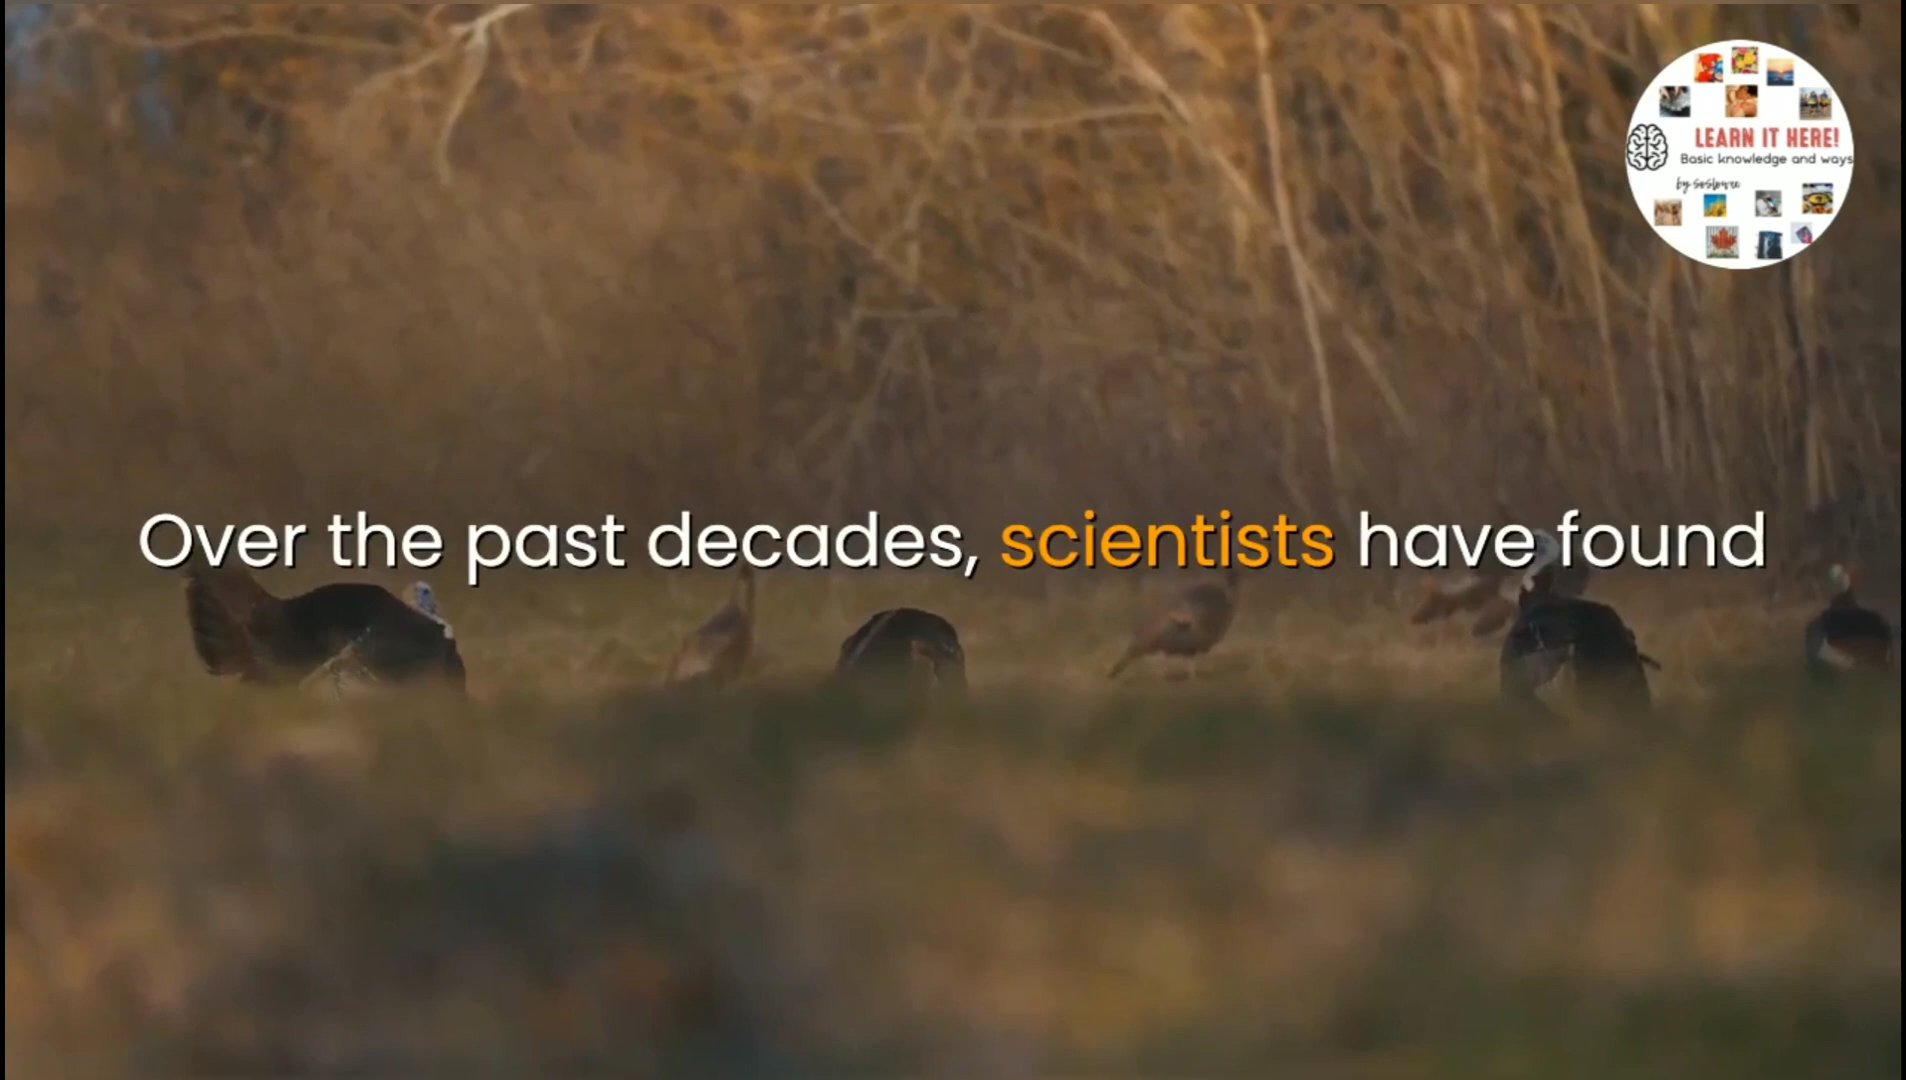 LEARN IT HERE!
Basic knowledge and ways
Over the past decades, scientists have found